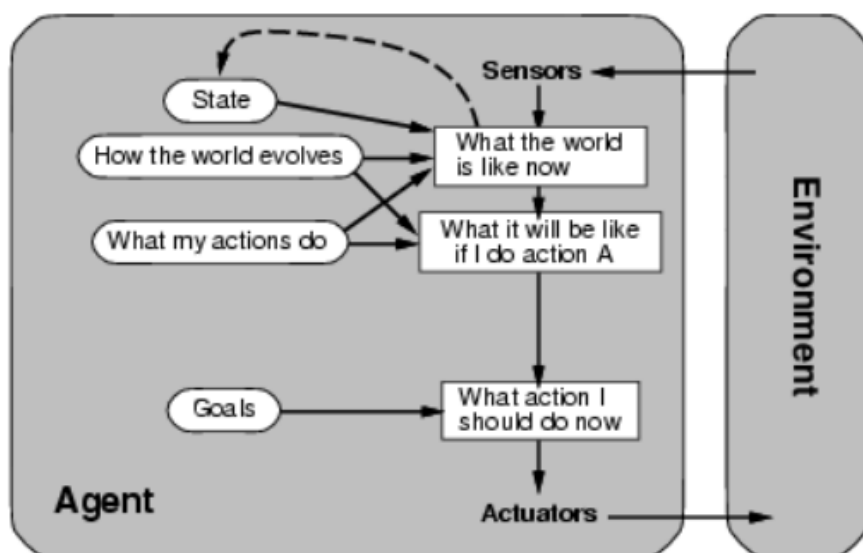 Sensors
State
What the world
is like now
How the world evolves
What it will be like
if I do action A
What my actions do
Environment
What action I
should do now
Goals
Agent
Actuators